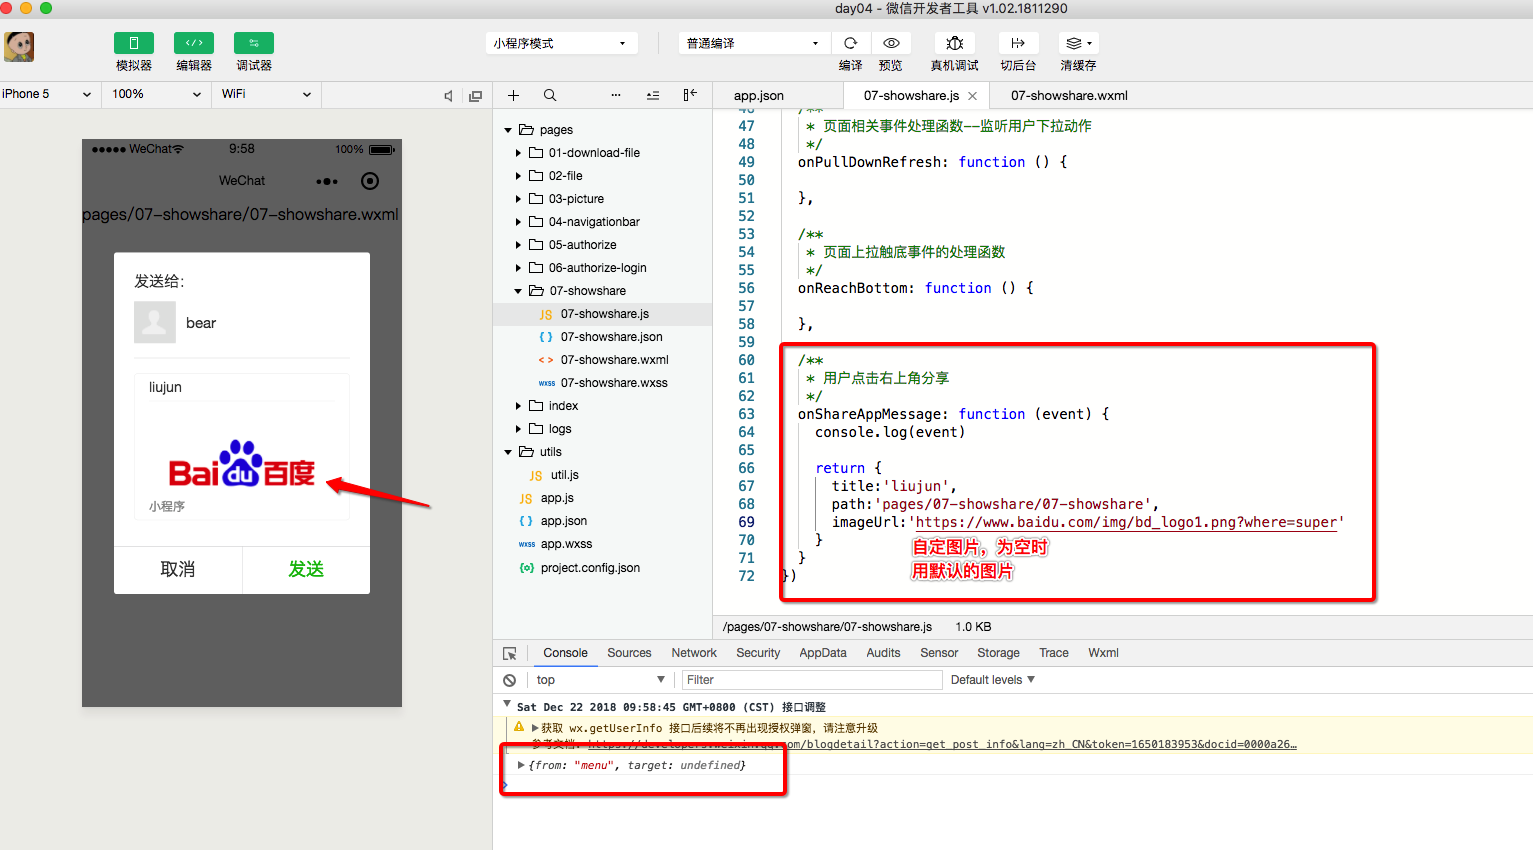 day04 - 微信开发者工具 v1.02.1811290
模拟器
编辑器
调试器
小程序模式
普通编译
编译
预览
真机调试
切后台
清缓存
iPhone 5
100%
WiFi
WeChat
9:58
100%
WeChat
pages/07-showshare/07-showshare.wxml
发送给:
bear
liujun
Bai du 百度
小程序
取消
发送
pages
01-download-file
02-file
03-picture
04-navigationbar
05-authorize
06-authorize-login
07-showshare
JS 07-showshare.js
{ } 07-showshare.json
< > 07-showshare.wxml
wxss 07-showshare.wxss
index
logs
utils
JS util.js
JS app.js
{ } app.json
wxss app.wxss
{o} project.config.json
app.json
07-showshare.js
07-showshare.wxml
46 /**
47 * 页面相关事件处理函数--监听用户下拉动作
48 */
49 onPullDownRefresh: function () {
50
51 },
52
53 /**
54 * 页面上拉触底事件的处理函数
55 */
56 onReachBottom: function () {
57
58 },
59
60 /**
61 * 用户点击右上角分享
62 */
63 onShareAppMessage: function (event) {
64 console.log(event)
65
66 return {
67 title:'liujun',
68 path:'pages/07-showshare/07-showshare',
69 imageUrl:'https://www.baidu.com/img/bd_logo1.png?where=super'
70 }
71 }
72 })
自定图片，为空时
用默认的图片
/pages/07-showshare/07-showshare.js 1.0 KB
Console Sources Network Security AppData Audits Sensor Storage Trace Wxml
top
Filter
Default levels
Sat Dec 22 2018 09:58:45 GMT+0800 (CST) 接口调整
获取 wx.getUserInfo 接口后续将不再出现授权弹窗，请注意升级
参考文档: https://developers.weixin.qq.com/blogdetail?action=get_post_info&lang=zh_CN&token=1650183953&docid=0000a26…
{from: "menu", target: undefined}